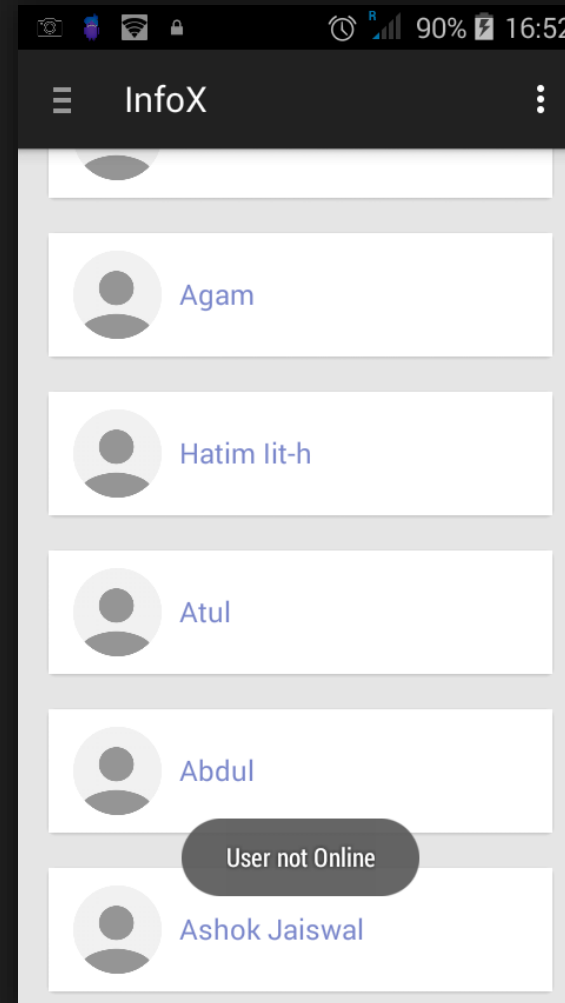 R 90% 16:52
InfoX
Agam
Hatim Iit-h
Atul
Abdul
User not Online
Ashok Jaiswal